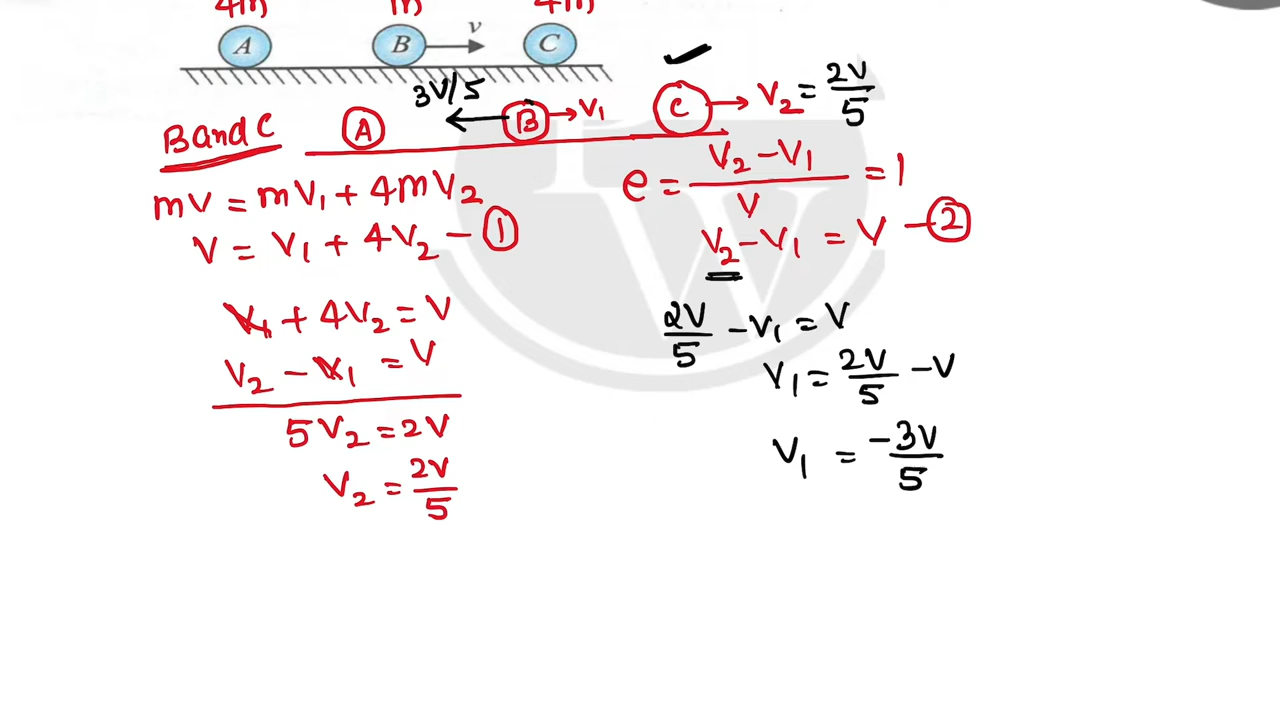 4m m 4m
A B v C
3V/5
B and C A B → V₁ C → V₂ = 2V/5
mV = mV₁ + 4mV₂
e = (V₂ - V₁)/V = 1
V = V₁ + 4V₂ - ①
V₂ - V₁ = V - ②
V₁ + 4V₂ = V
V₂ - V₁ = V
5V₂ = 2V
V₂ = 2V/5
2V/5 - V₁ = V
V₁ = 2V/5 - V
V₁ = -3V/5